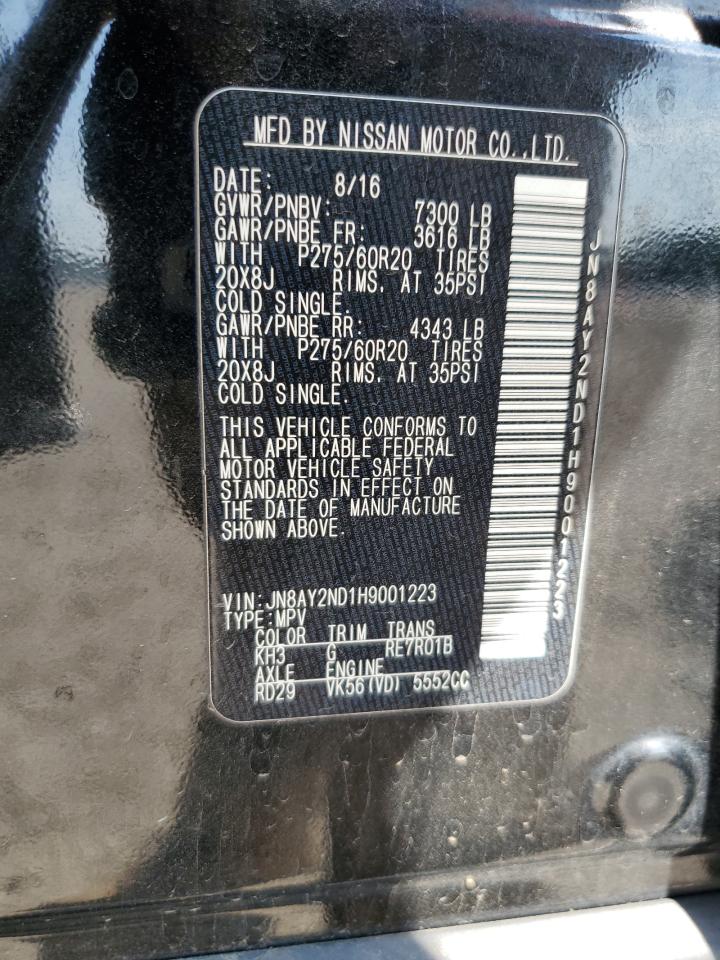 MFD BY NISSAN MOTOR CO.,LTD.
DATE: 8/16
GVWR/PNBV: 7300 LB
GAWR/PNBE FR: 3616 LB
WITH P275/60R20 TIRES
20X8J RIMS. AT 35PSI
COLD SINGLE.
GAWR/PNBE RR: 4343 LB
WITH P275/60R20 TIRES
20X8J RIMS. AT 35PSI
COLD SINGLE.
THIS VEHICLE CONFORMS TO
ALL APPLICABLE FEDERAL
MOTOR VEHICLE SAFETY
STANDARDS IN EFFECT ON
THE DATE OF MANUFACTURE
SHOWN ABOVE.
VIN:JN8AY2ND1H9001223
TYPE:MPV
COLOR TRIM TRANS
KH3 G RE7R01B
AXLE ENGINE
RD29 VK56(VD) 5552CC
JN8AY2ND1H9001223